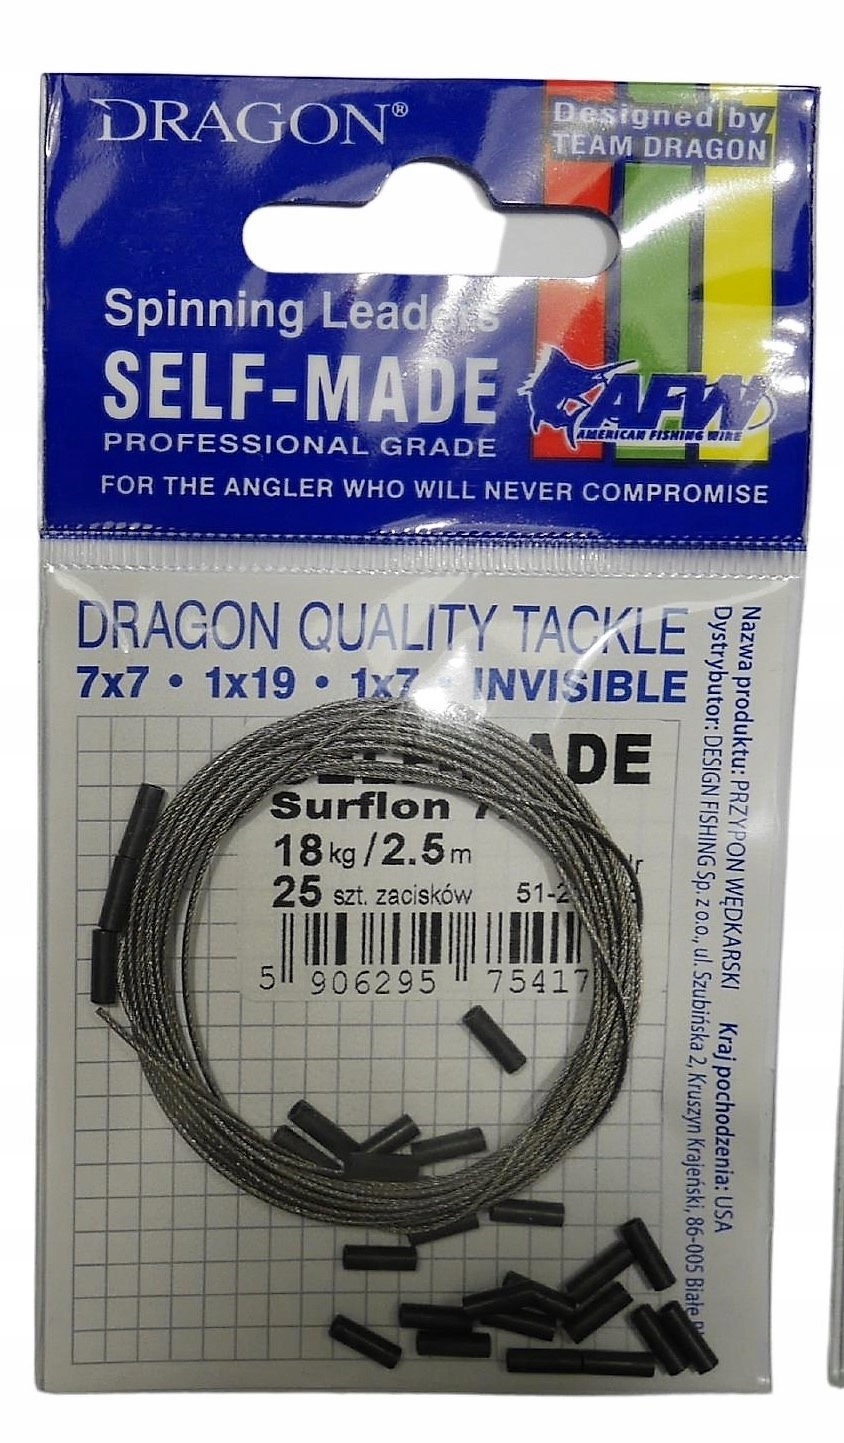 DRAGON®
Designed by
TEAM DRAGON
Spinning Leaders
SELF-MADE
PROFESSIONAL GRADE
AFW
AMERICAN FISHING WIRE
FOR THE ANGLER WHO WILL NEVER COMPROMISE
DRAGON QUALITY TACKLE
7x7 • 1x19 • 1x7 • INVISIBLE
Surflon
18kg/2.5m
25 szt. zacisków
5 906295 75417
Nazwa produktu: PRZYPON WĘDKARSKI Kraj pochodzenia: USA
Dystrybutor: DESIGN FISHING Sp. z o.o., ul. Szubińska 2, Kruszyn Krajeński, 86-005 Białe